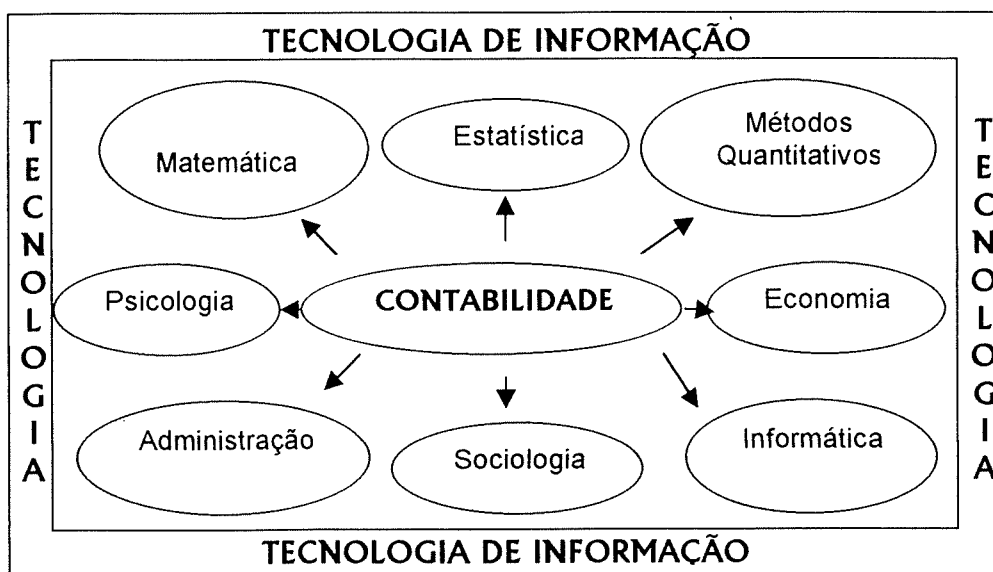 TECNOLOGIA DE INFORMAÇÃO
TECNOLOGIA
Matemática
Estatística
Métodos
Quantitativos
Psicologia
CONTABILIDADE
Economia
Administração
Sociologia
Informática
TECNOLOGIA
TECNOLOGIA DE INFORMAÇÃO